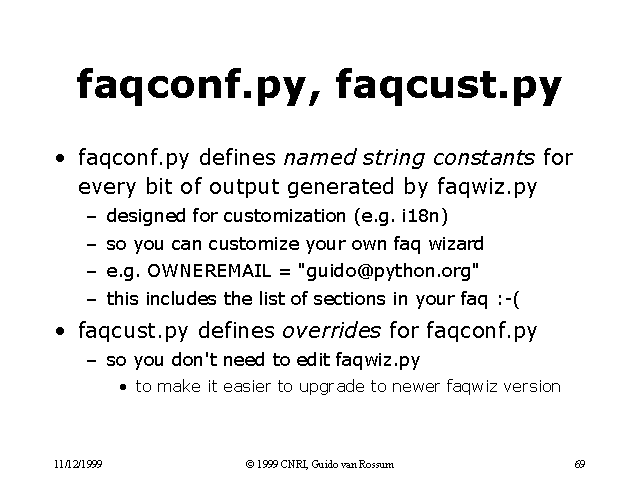 faqconf.py, faqcust.py
• faqconf.py defines named string constants for
every bit of output generated by faqwiz.py
– designed for customization (e.g. i18n)
– so you can customize your own faq wizard
– e.g. OWNEREMAIL = "guido@python.org"
– this includes the list of sections in your faq :-(
• faqcust.py defines overrides for faqconf.py
– so you don't need to edit faqwiz.py
• to make it easier to upgrade to newer faqwiz version
11/12/1999 © 1999 CNRI, Guido van Rossum 69